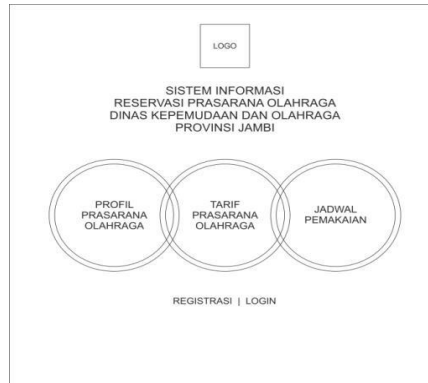 LOGO
SISTEM INFORMASI
RESERVASI PRASARANA OLAHRAGA
DINAS KEPEMUDAAN DAN OLAHRAGA
PROVINSI JAMBI
PROFIL
PRASARANA
OLAHRAGA
TARIF
PRASARANA
OLAHRAGA
JADWAL
PEMAKAIAN
REGISTRASI | LOGIN